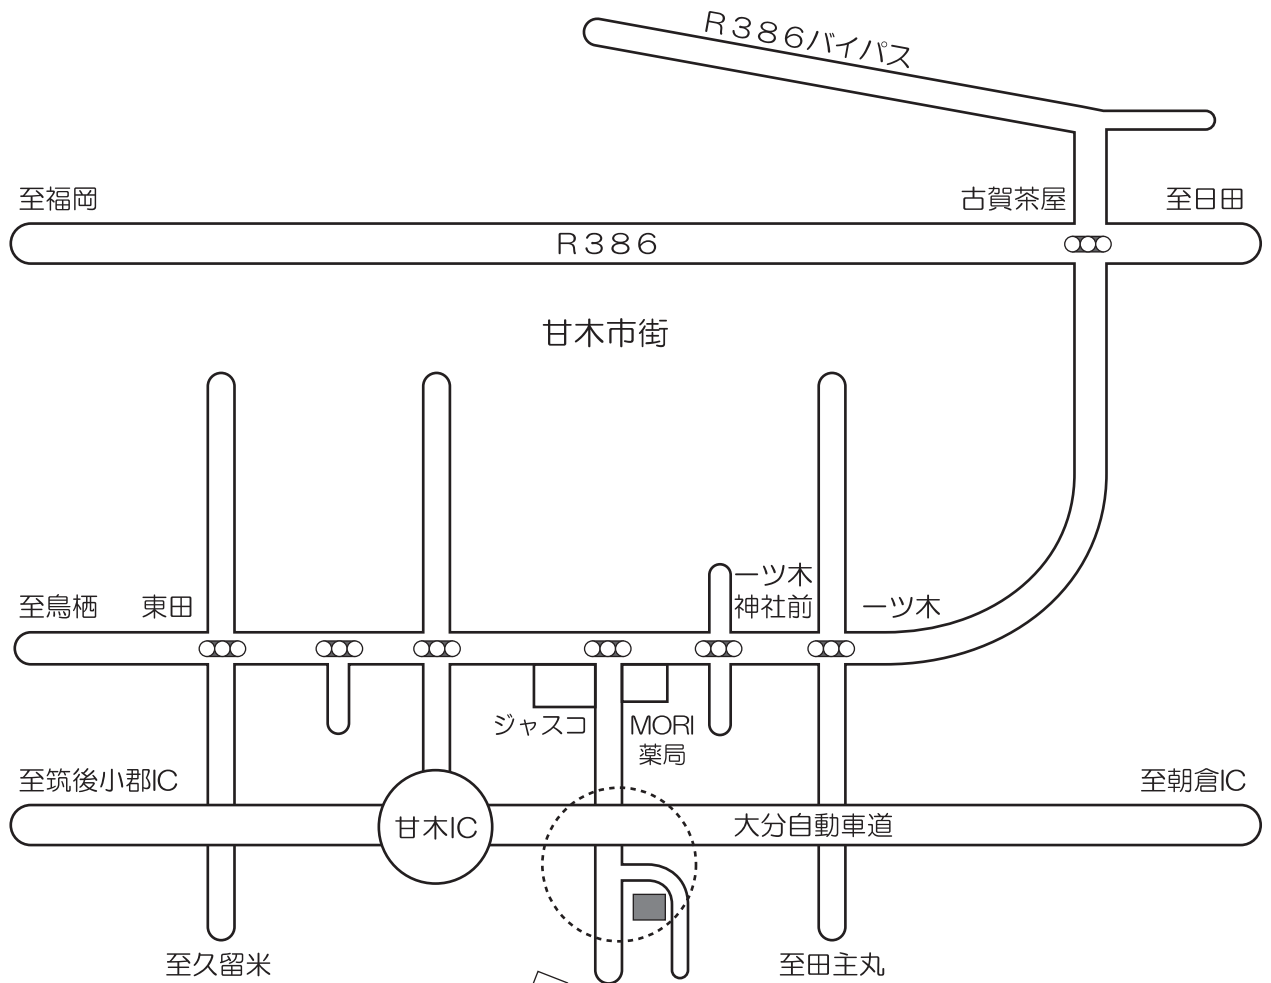 R386バイパス
至福岡
古賀茶屋
至日田
R386
甘木市街
一ツ木
神社前
至鳥栖
東田
一ツ木
ジャスコ
MORI
薬局
至筑後小郡IC
至朝倉IC
甘木IC
大分自動車道
至久留米
至田主丸